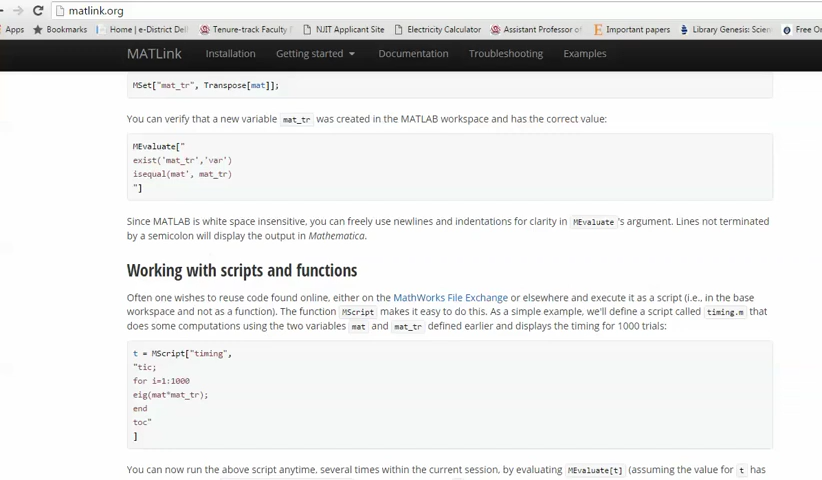 matlink.org
Apps Bookmarks Home | e-District Del Tenure-track Faculty NJIT Applicant Site Electricity Calculator Assistant Professor of Important papers Library Genesis: Scien Free On
MATLink Installation Getting started Documentation Troubleshooting Examples
MSet["mat_tr", Transpose[mat]];
You can verify that a new variable mat_tr was created in the MATLAB workspace and has the correct value:
MEvaluate["
exist('mat_tr','var')
isequal(mat', mat_tr)
"]
Since MATLAB is white space insensitive, you can freely use newlines and indentations for clarity in MEvaluate 's argument. Lines not terminated
by a semicolon will display the output in Mathematica.
Working with scripts and functions
Often one wishes to reuse code found online, either on the MathWorks File Exchange or elsewhere and execute it as a script (i.e., in the base
workspace and not as a function). The function MScript makes it easy to do this. As a simple example, we'll define a script called timing.m that
does some computations using the two variables mat and mat_tr defined earlier and displays the timing for 1000 trials:
t = MScript["timing",
"tic;
for i=1:1000
eig(mat*mat_tr);
end
toc"
]
You can now run the above script anytime, several times within the current session, by evaluating MEvaluate[t] (assuming the value for t has